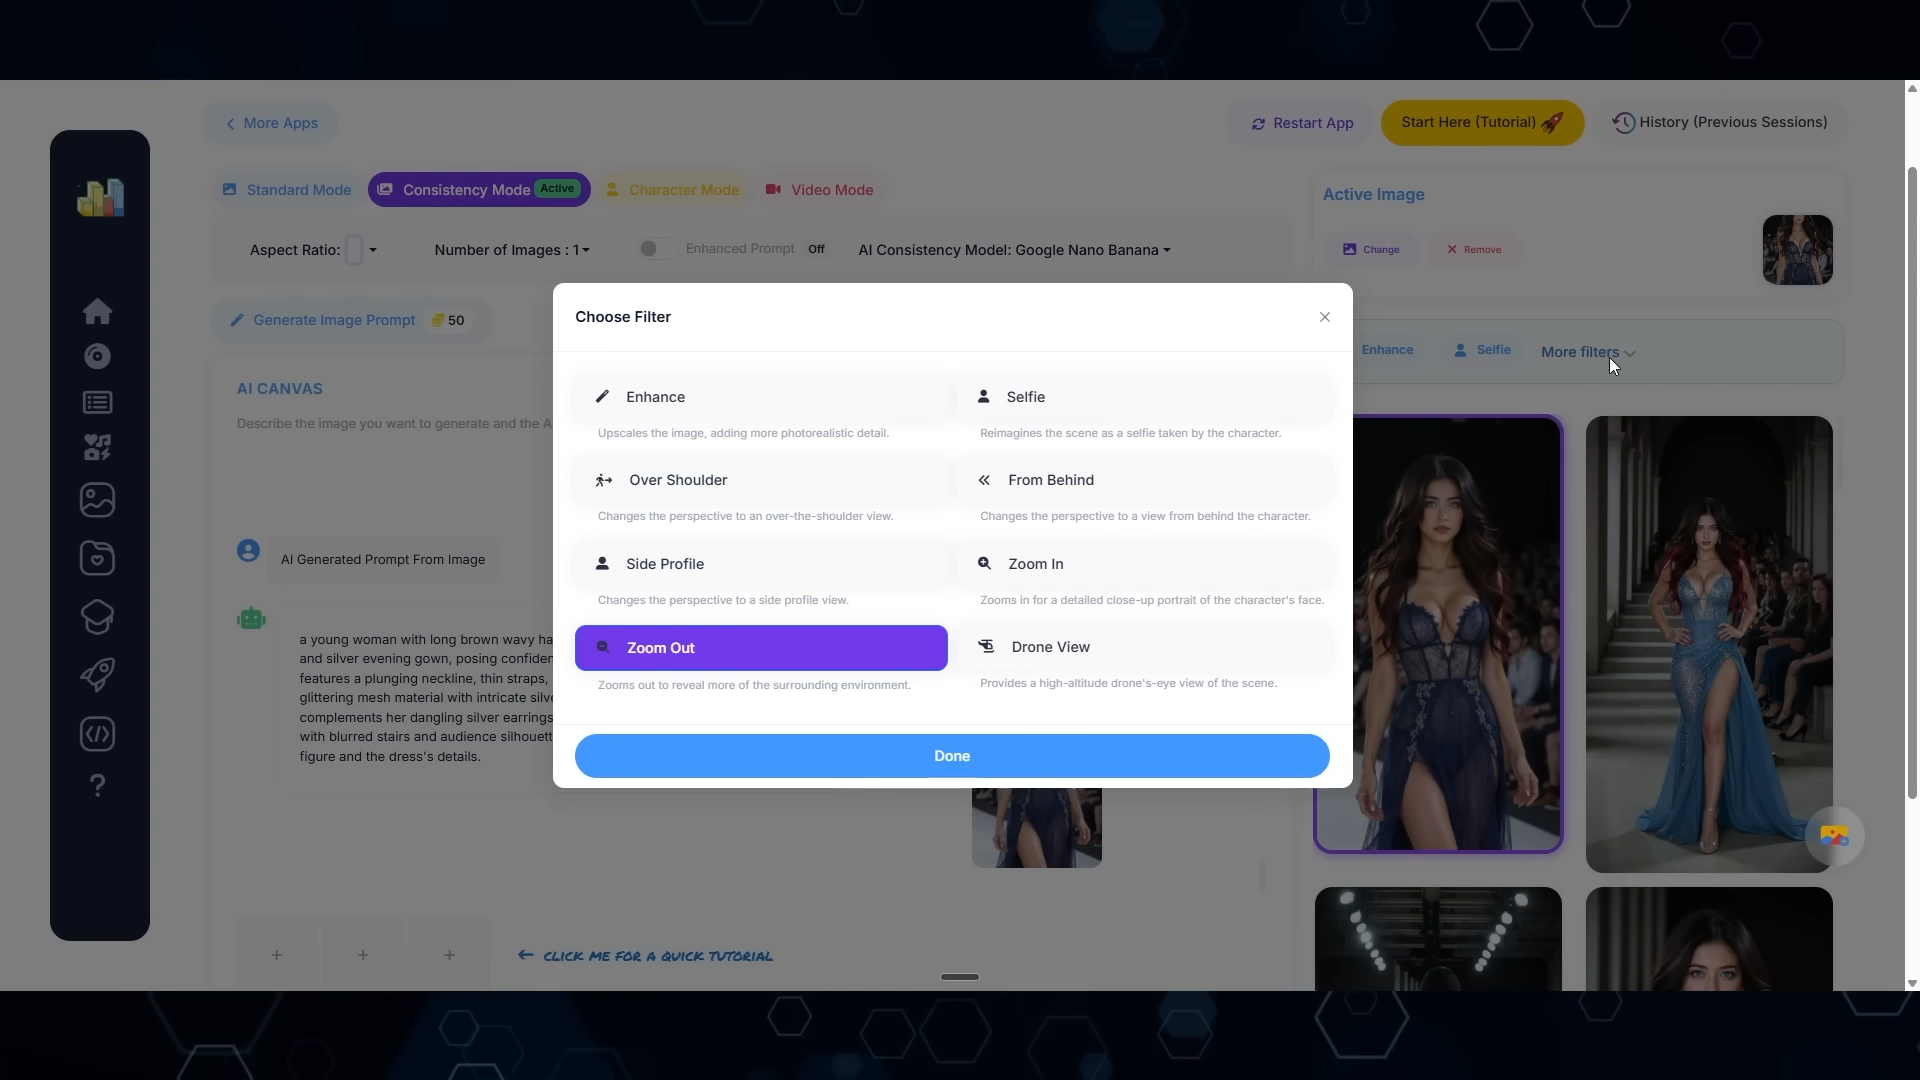 More Apps
Restart App
Start Here (Tutorial)
History (Previous Sessions)
Standard Mode
Consistency Mode Active
Character Mode
Video Mode
Active Image
Aspect Ratio:
Number of Images : 1
Enhanced Prompt Off
AI Consistency Model: Google Nano Banana
Change
Remove
Generate Image Prompt 50
Choose Filter
Enhance
Selfie
More filters
AI CANVAS
Describe the image you want to generate and the A
Enhance
Upscales the image, adding more photorealistic detail.
Selfie
Reimagines the scene as a selfie taken by the character.
Over Shoulder
Changes the perspective to an over-the-shoulder view.
From Behind
Changes the perspective to a view from behind the character.
Side Profile
Changes the perspective to a side profile view.
Zoom In
Zooms in for a detailed close-up portrait of the character's face.
Zoom Out
Zooms out to reveal more of the surrounding environment.
Drone View
Provides a high-altitude drone's-eye view of the scene.
Done
AI Generated Prompt From Image
a young woman with long brown wavy ha
and silver evening gown, posing confiden
features a plunging neckline, thin straps,
glittering mesh material with intricate silve
complements her dangling silver earrings
with blurred stairs and audience silhouett
figure and the dress's details.
CLICK ME FOR A QUICK TUTORIAL